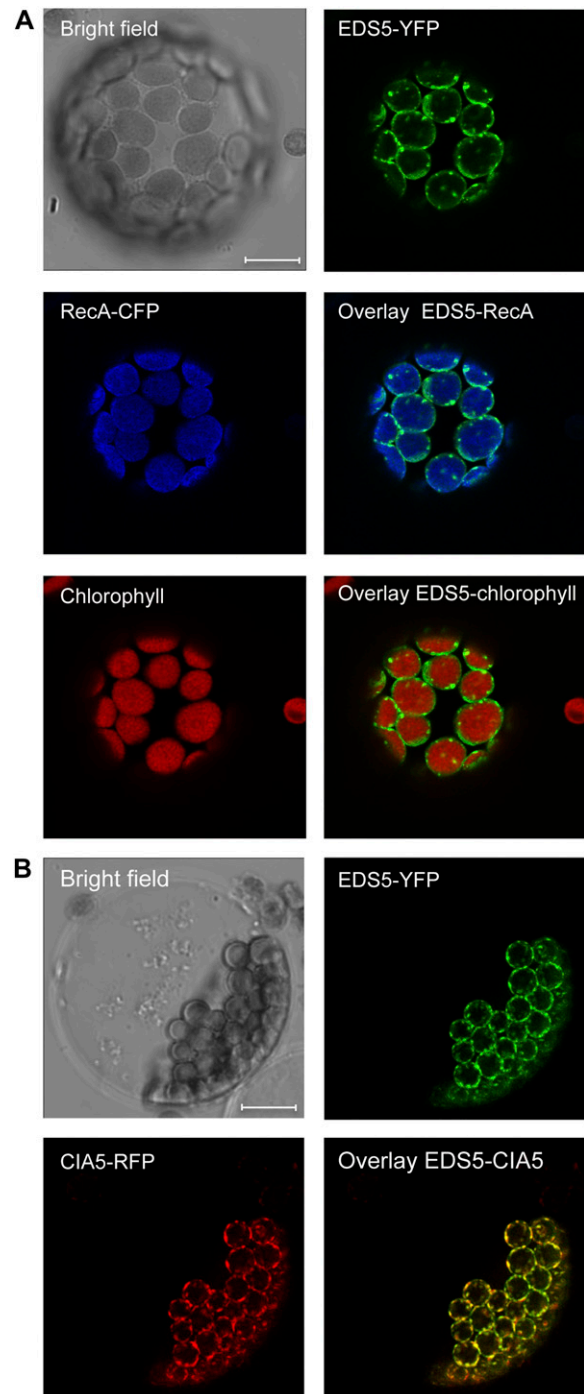 A
Bright field
EDS5-YFP
RecA-CFP
Overlay EDS5-RecA
Chlorophyll
Overlay EDS5-chlorophyll
B
Bright field
EDS5-YFP
CIA5-RFP
Overlay EDS5-CIA5